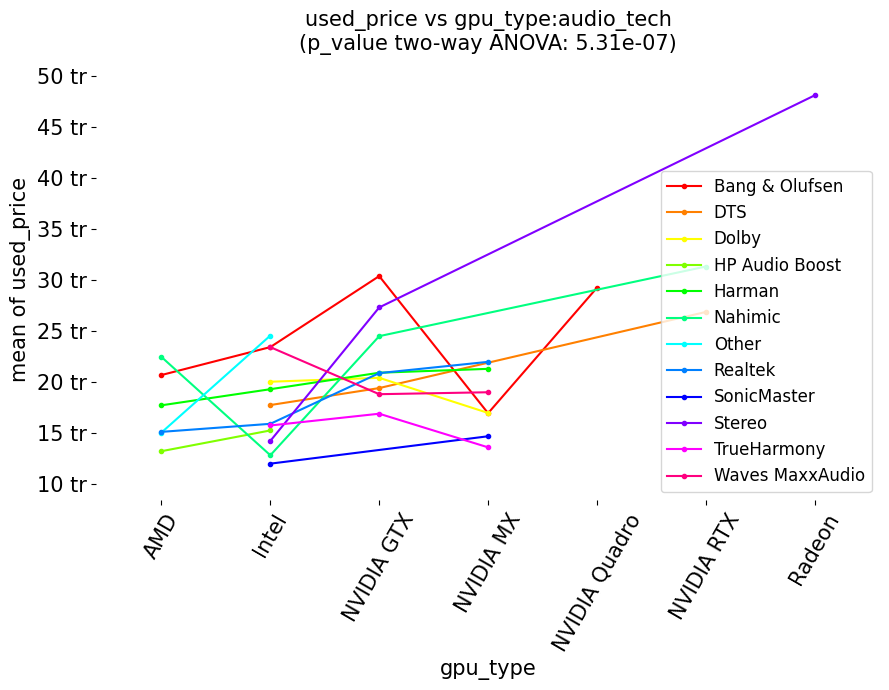 used_price vs gpu_type:audio_tech
(p_value two-way ANOVA: 5.31e-07)
50 tr
45 tr
40 tr
35 tr
30 tr
25 tr
20 tr
15 tr
10 tr
mean of used_price
Bang & Olufsen
DTS
Dolby
HP Audio Boost
Harman
Nahimic
Other
Realtek
SonicMaster
Stereo
TrueHarmony
Waves MaxxAudio
AMD
Intel
NVIDIA GTX
NVIDIA MX
NVIDIA Quadro
NVIDIA RTX
Radeon
gpu_type